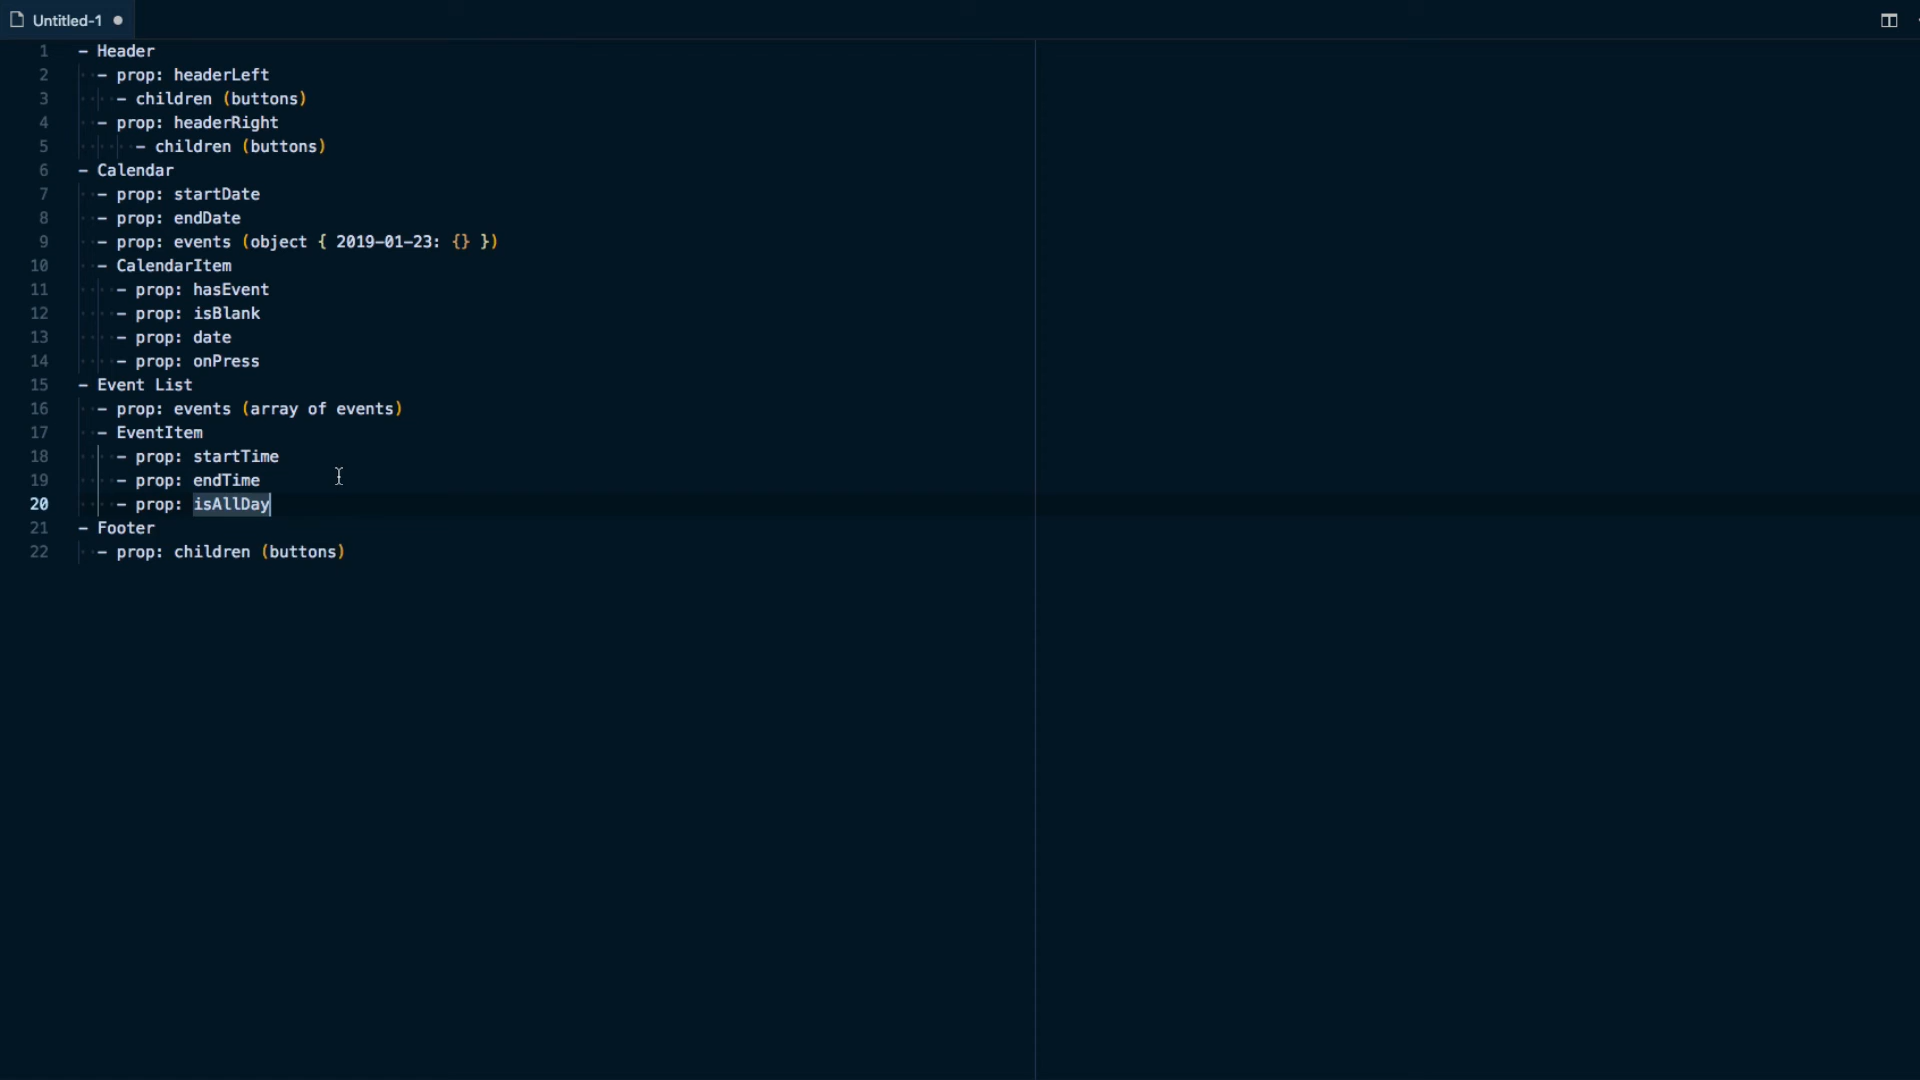 Untitled-1
1 - Header
2 - prop: headerLeft
3 - children (buttons)
4 - prop: headerRight
5 - children (buttons)
6 - Calendar
7 - prop: startDate
8 - prop: endDate
9 - prop: events (object { 2019-01-23: {} })
10 - CalendarItem
11 - prop: hasEvent
12 - prop: isBlank
13 - prop: date
14 - prop: onPress
15 - Event List
16 - prop: events (array of events)
17 - EventItem
18 - prop: startTime
19 - prop: endTime
20 - prop: isAllDay
21 - Footer
22 - prop: children (buttons)